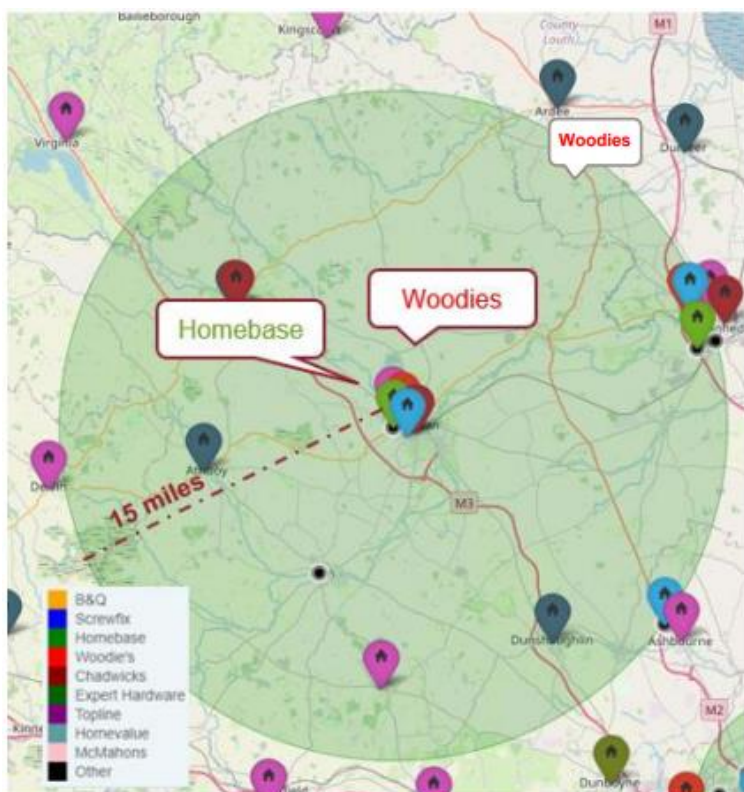 Bailieborough
Kingscourt
County
Louth
M1
Ardee
Woodies
Dunleer
Virginia
Woodies
Homebase
Athboy
Delvin
15 miles
M3
Dunshaughlin
Ashbourne
M2
Dunboyne
B&Q
Screwfix
Homebase
Woodie's
Chadwicks
Expert Hardware
Topline
Homevalue
McMahons
Other